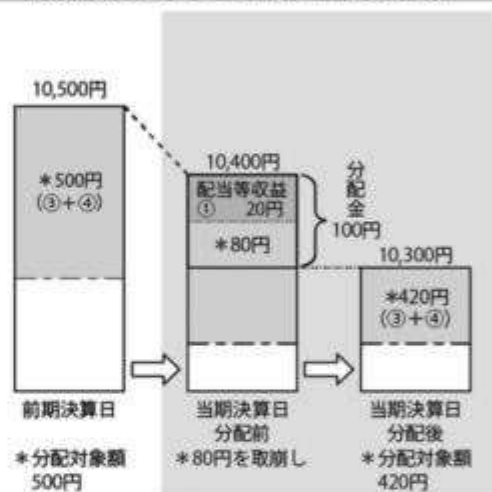 10,500円
*500円
(③+④)
10,400円
配当等収益
① 20円
*80円
分配金
100円
10,300円
*420円
(③+④)
前期決算日
*分配対象額
500円
当期決算日
分配前
*80円を取崩し
当期決算日
分配後
*分配対象額
420円